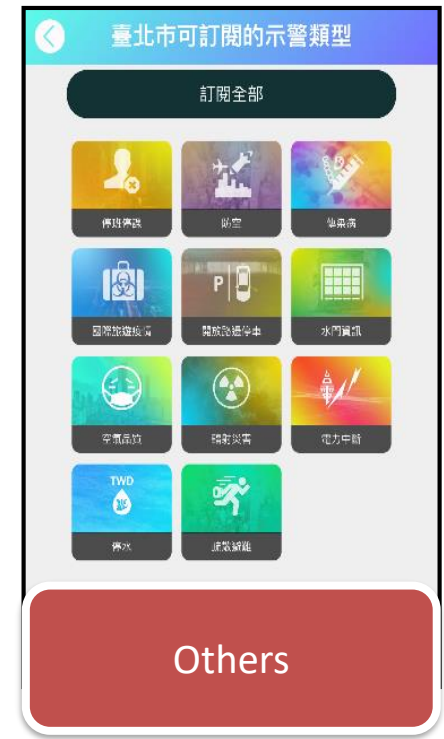 臺北市可訂閱的示警類型
訂閱全部
停班停課
防空
傳染病
國際旅遊疫情
P
開放路邊停車
水門資訊
空氣品質
輻射災害
電力中斷
TWD
停水
疏散避難
Others